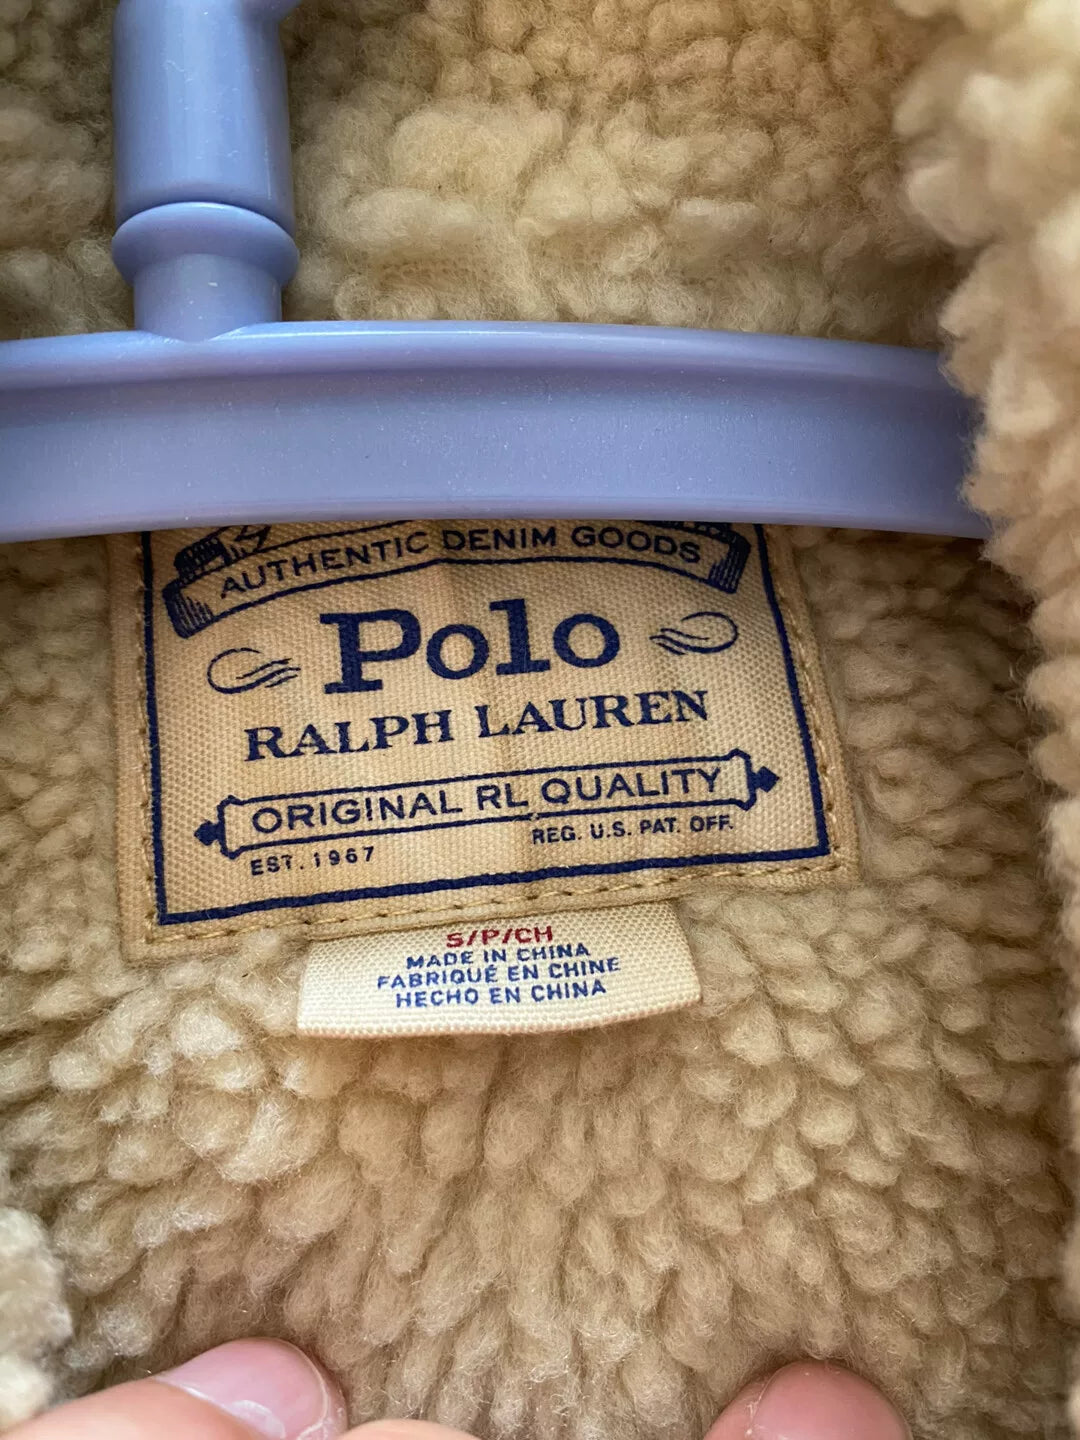 AUTHENTIC DENIM GOODS
Polo
RALPH LAUREN
ORIGINAL RL QUALITY
EST. 1967
REG. U.S. PAT. OFF.
S/P/CH
MADE IN CHINA
FABRIQUÉ EN CHINE
HECHO EN CHINA